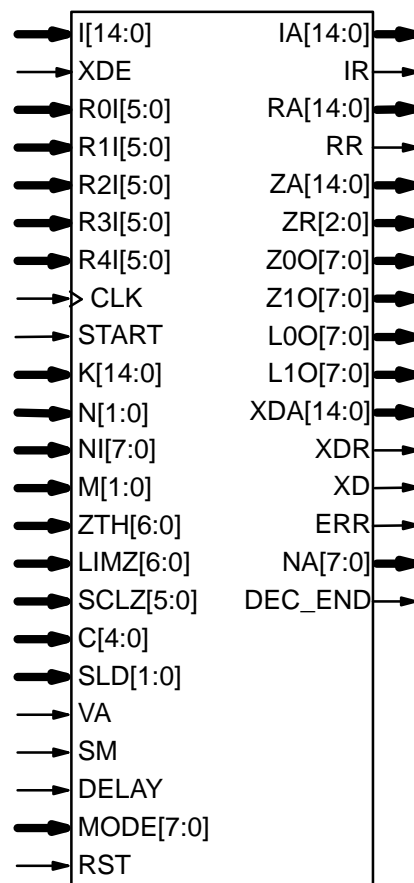 I[14:0] IA[14:0]
XDE IR
R0I[5:0] RA[14:0]
R1I[5:0] RR
R2I[5:0] ZA[14:0]
R3I[5:0] ZR[2:0]
R4I[5:0] Z0O[7:0]
CLK Z1O[7:0]
START L0O[7:0]
K[14:0] L1O[7:0]
N[1:0] XDA[14:0]
NI[7:0] XDR
M[1:0] XD
ZTH[6:0] ERR
LIMZ[6:0] NA[7:0]
SCLZ[5:0] DEC_END
C[4:0]
SLD[1:0]
VA
SM
DELAY
MODE[7:0]
RST